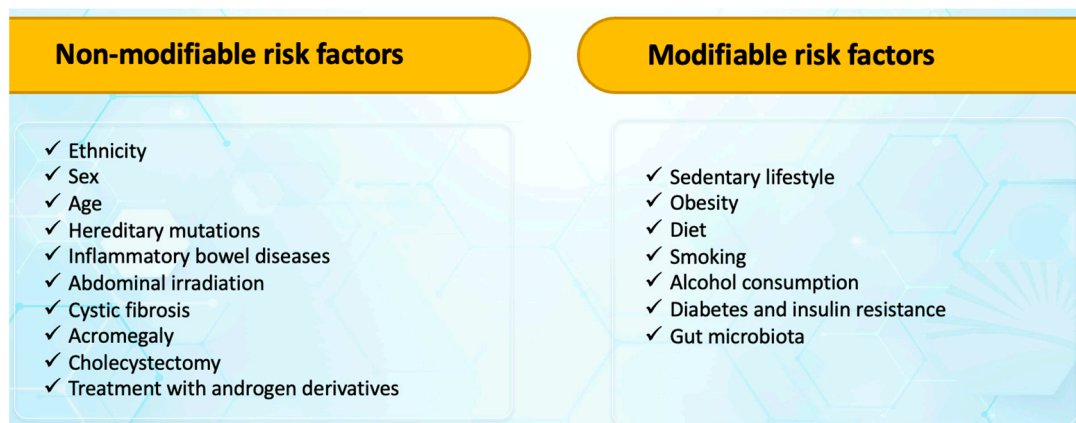 Non-modifiable risk factors
✓ Ethnicity
✓ Sex
✓ Age
✓ Hereditary mutations
✓ Inflammatory bowel diseases
✓ Abdominal irradiation
✓ Cystic fibrosis
✓ Acromegaly
✓ Cholecystectomy
✓ Treatment with androgen derivatives
Modifiable risk factors
✓ Sedentary lifestyle
✓ Obesity
✓ Diet
✓ Smoking
✓ Alcohol consumption
✓ Diabetes and insulin resistance
✓ Gut microbiota